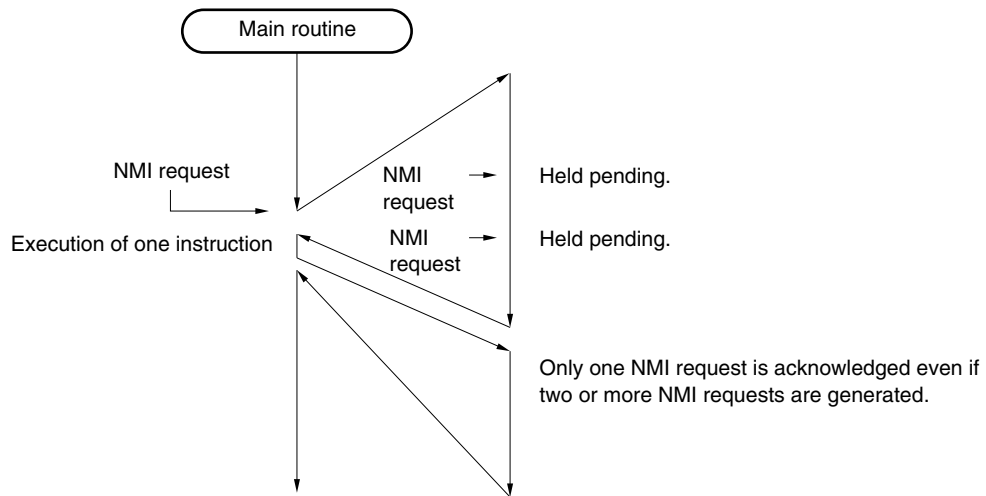 Main routine
NMI request
NMI
request
Held pending.
Execution of one instruction
NMI
request
Held pending.
Only one NMI request is acknowledged even if
two or more NMI requests are generated.